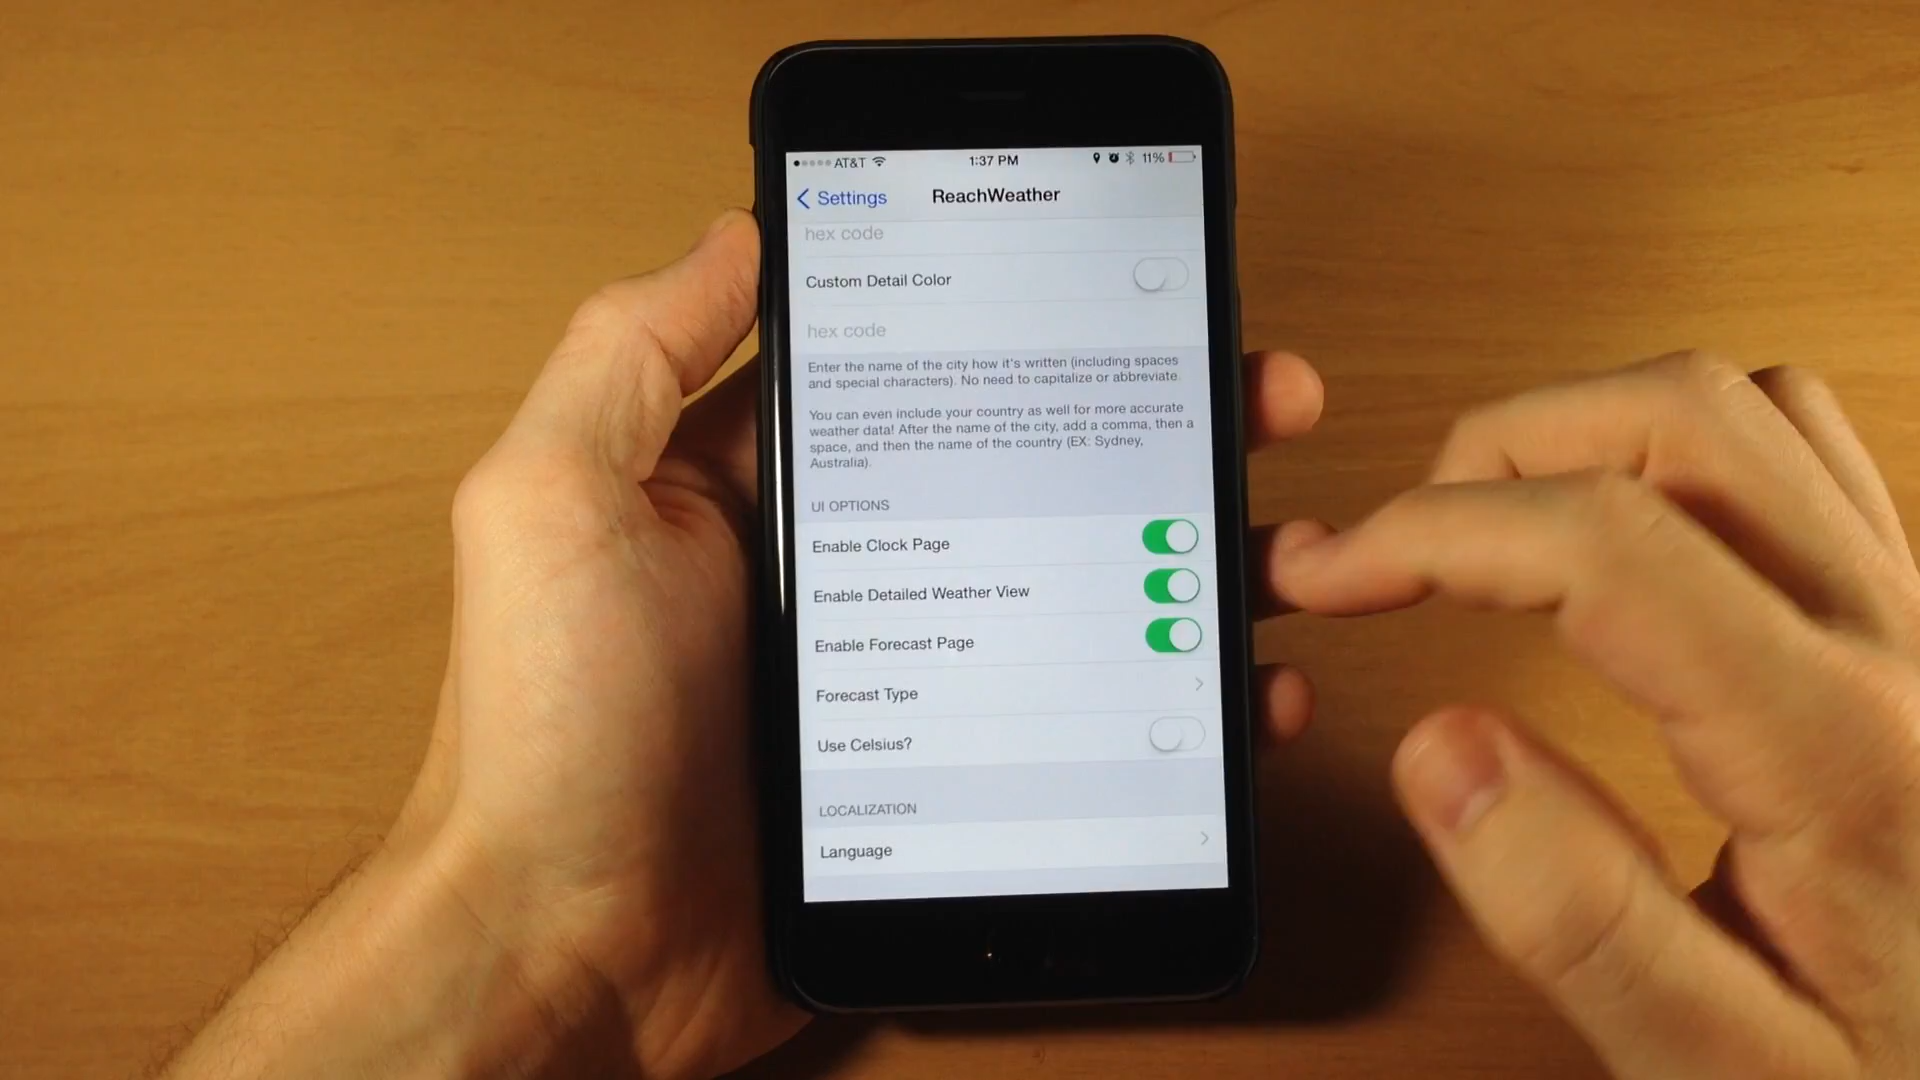 AT&T 1:37 PM 11%
Settings ReachWeather
hex code
Custom Detail Color
hex code
Enter the name of the city how it's written (including spaces
and special characters). No need to capitalize or abbreviate.
You can even include your country as well for more accurate
weather data! After the name of the city, add a comma, then a
space, and then the name of the country (EX: Sydney,
Australia).
UI OPTIONS
Enable Clock Page
Enable Detailed Weather View
Enable Forecast Page
Forecast Type
Use Celsius?
LOCALIZATION
Language